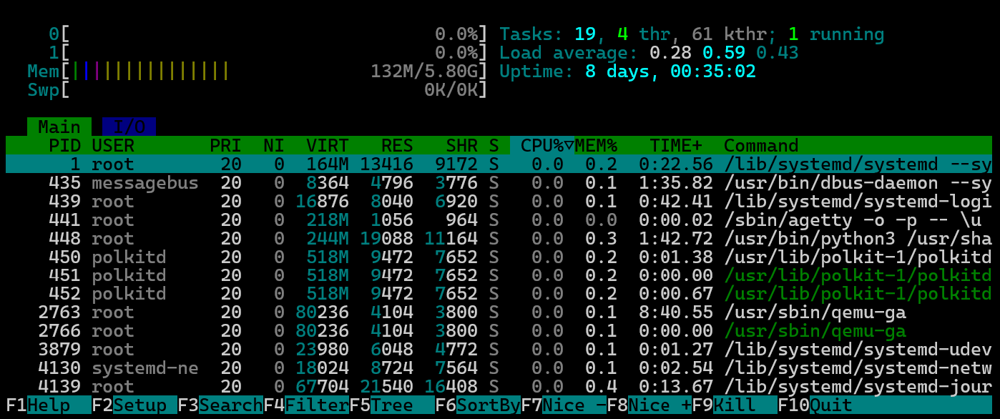 0[ 0.0%] Tasks: 19, 4 thr, 61 kthr; 1 running
1[ 0.0%] Load average: 0.28 0.59 0.43
Mem[||||||||||||||| 132M/5.80G] Uptime: 8 days, 00:35:02
Swp[ 0K/0K]
Main I/O
PID USER PRI NI VIRT RES SHR S CPU%▽MEM% TIME+ Command
1 root 20 0 164M 13416 9172 S 0.0 0.2 0:22.56 /lib/systemd/systemd --sy
435 messagebus 20 0 8364 4796 3776 S 0.0 0.1 1:35.82 /usr/bin/dbus-daemon --sy
439 root 20 0 16876 8040 6920 S 0.0 0.1 0:42.41 /lib/systemd/systemd-logi
441 root 20 0 218M 1056 964 S 0.0 0.0 0:00.02 /sbin/agetty -o -p -- \u
448 root 20 0 244M 19088 11164 S 0.0 0.3 1:42.72 /usr/bin/python3 /usr/sha
450 polkitd 20 0 518M 9472 7652 S 0.0 0.2 0:01.38 /usr/lib/polkit-1/polkitd
451 polkitd 20 0 518M 9472 7652 S 0.0 0.2 0:00.00 /usr/lib/polkit-1/polkitd
452 polkitd 20 0 518M 9472 7652 S 0.0 0.2 0:00.67 /usr/lib/polkit-1/polkitd
2763 root 20 0 80236 4104 3800 S 0.0 0.1 8:40.55 /usr/sbin/qemu-ga
2766 root 20 0 80236 4104 3800 S 0.0 0.1 0:00.00 /usr/sbin/qemu-ga
3879 root 20 0 23980 6048 4772 S 0.0 0.1 0:01.27 /lib/systemd/systemd-udev
4130 systemd-ne 20 0 18024 8724 7564 S 0.0 0.1 0:02.54 /lib/systemd/systemd-netw
4139 root 20 0 67704 21540 16408 S 0.0 0.4 0:13.67 /lib/systemd/systemd-jour
F1Help F2Setup F3SearchF4FilterF5Tree F6SortByF7Nice -F8Nice +F9Kill F10Quit